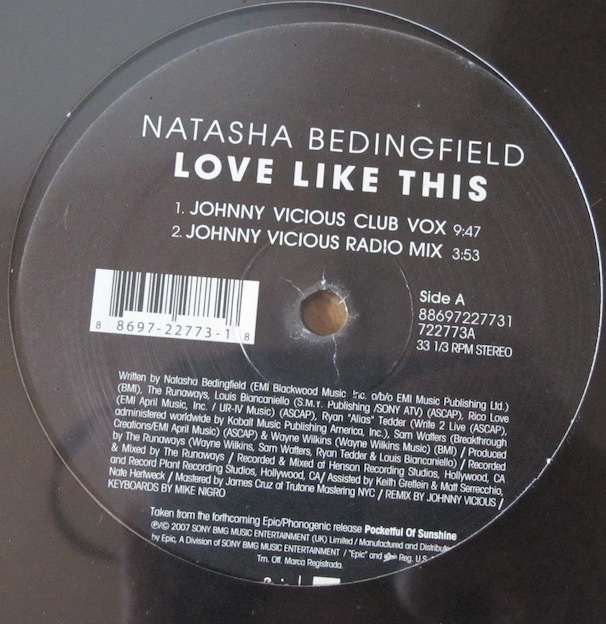 NATASHA BEDINGFIELD
LOVE LIKE THIS
1. JOHNNY VICIOUS CLUB VOX 9:47
2. JOHNNY VICIOUS RADIO MIX 3:53
8 8697-22773-1 8
Side A
88697227731
722773A
33 1/3 RPM STEREO
Written by Natasha Bedingfield (EMI Blackwood Music Inc. o/b/o EMI Music Publishing Ltd.)
(BMI), The Runaways, Louis Biancaniello (S.M.Y. Publishing /SONY ATV) (ASCAP), Rico Love
(EMI April Music, Inc. / UR-IV Music) (ASCAP), Ryan "Alias" Tedder (Write 2 Live (ASCAP),
administered worldwide by Kobalt Music Publishing America, Inc.), Sam Watters (Breakthrough
Creations/EMI April Music) (ASCAP) & Wayne Wilkins (Wayne Wilkins Music) (BMI) / Produced
by The Runaways (Wayne Wilkins, Sam Watters, Ryan Tedder & Louis Biancaniello) / Recorded
& Mixed by The Runaways / Recorded & Mixed at Henson Recording Studios, Hollywood, CA
and Record Plant Recording Studios, Hollywood, CA/ Assisted by Keith Gretlein & Matt Serrecchio,
Nate Hertweck / Mastered by James Cruz at Trutone Mastering NYC / REMIX BY JOHNNY VICIOUS /
KEYBOARDS BY MIKE NIGRO
Taken from the forthcoming Epic/Phonogenic release Pocketful Of Sunshine
℗/© 2007 SONY BMG MUSIC ENTERTAINMENT (UK) Limited / Manufactured and
by Epic, A Division of SONY BMG MUSIC ENTERTAINMENT / "Epic" and Reg. U.S.
Tm. Off. Marca Registrada.